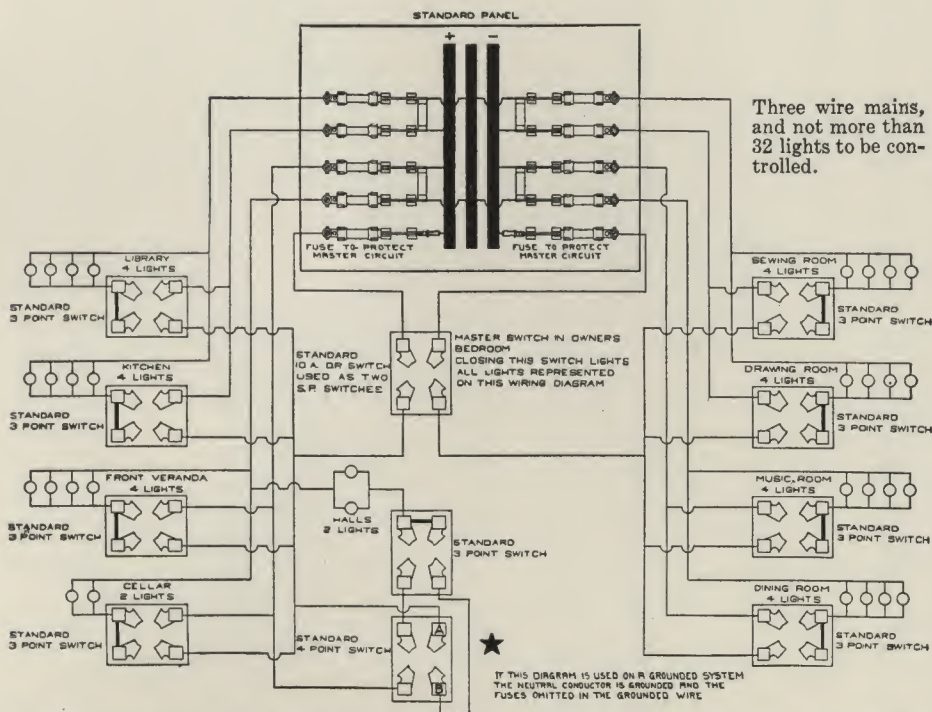 STANDARD PANEL
+ −
Three wire mains,
and not more than
32 lights to be con-
trolled.
FUSE TO PROTECT
MASTER CIRCUIT
FUSE TO PROTECT
MASTER CIRCUIT
LIBRARY
4 LIGHTS
STANDARD
3 POINT SWITCH
KITCHEN
4 LIGHTS
STANDARD
3 POINT SWITCH
FRONT VERANDA
4 LIGHTS
STANDARD
3 POINT SWITCH
CELLAR
2 LIGHTS
STANDARD
3 POINT SWITCH
STANDARD
10 A. D.P. SWITCH
USED AS TWO
S.P. SWITCHES
MASTER SWITCH IN OWNERS
BEDROOM
CLOSING THIS SWITCH LIGHTS
ALL LIGHTS REPRESENTED
ON THIS WIRING DIAGRAM
HALLS
2 LIGHTS
STANDARD
3 POINT SWITCH
STANDARD
4 POINT SWITCH
A
B
SEWING ROOM
4 LIGHTS
STANDARD
3 POINT SWITCH
DRAWING ROOM
4 LIGHTS
STANDARD
3 POINT SWITCH
MUSIC ROOM
4 LIGHTS
STANDARD
3 POINT SWITCH
DINING ROOM
4 LIGHTS
STANDARD
3 POINT SWITCH
IF THIS DIAGRAM IS USED ON A GROUNDED SYSTEM
THE NEUTRAL CONDUCTOR IS GROUNDED AND THE
FUSES OMITTED IN THE GROUNDED WIRE